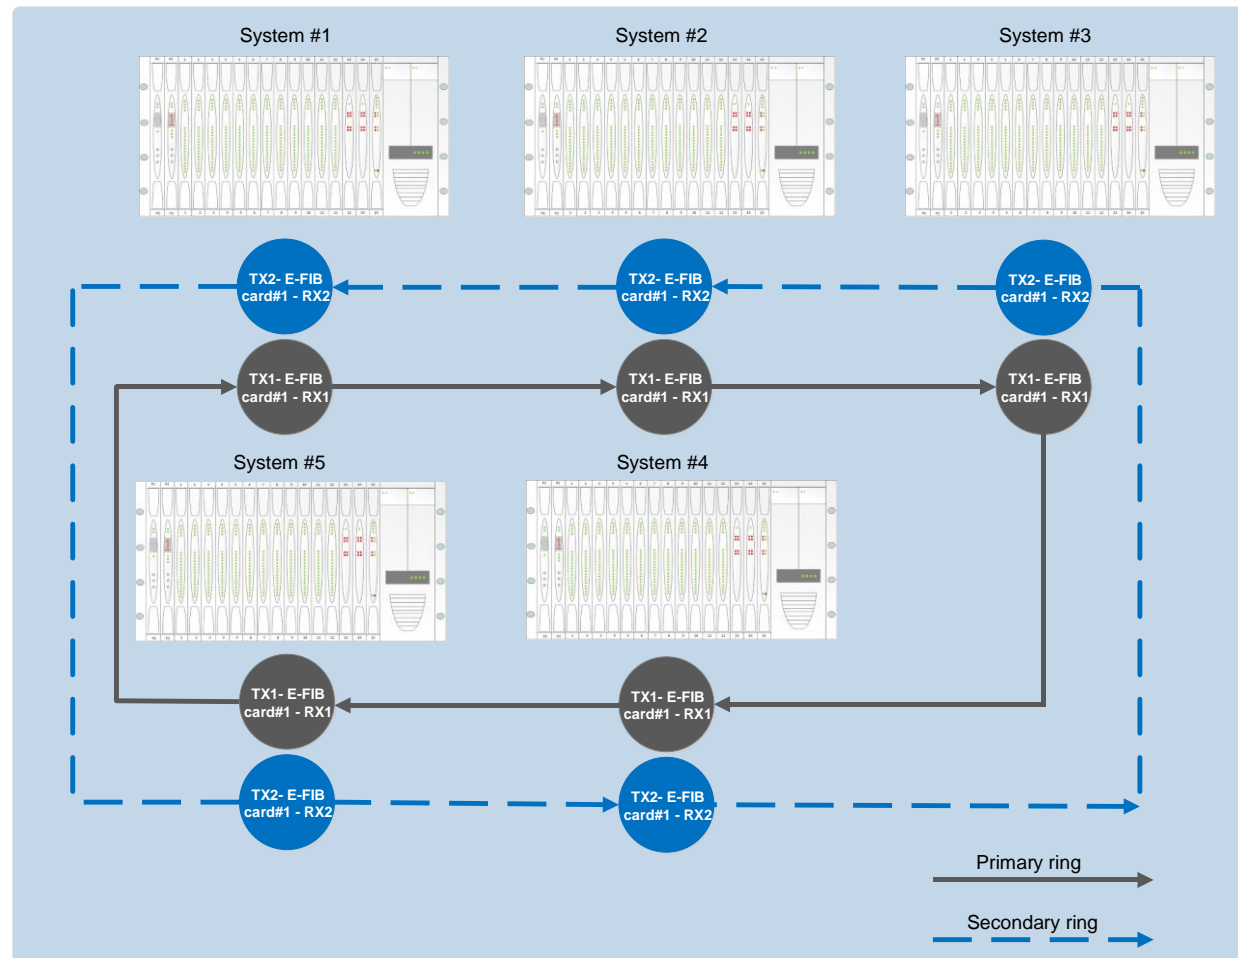 System #1
System #2
System #3
TX2- E-FIB
card#1 - RX2
TX2- E-FIB
card#1 - RX2
TX2- E-FIB
card#1 - RX2
TX1- E-FIB
card#1 - RX1
TX1- E-FIB
card#1 - RX1
TX1- E-FIB
card#1 - RX1
System #5
System #4
TX1- E-FIB
card#1 - RX1
TX1- E-FIB
card#1 - RX1
TX2- E-FIB
card#1 - RX2
TX2- E-FIB
card#1 - RX2
Primary ring
Secondary ring